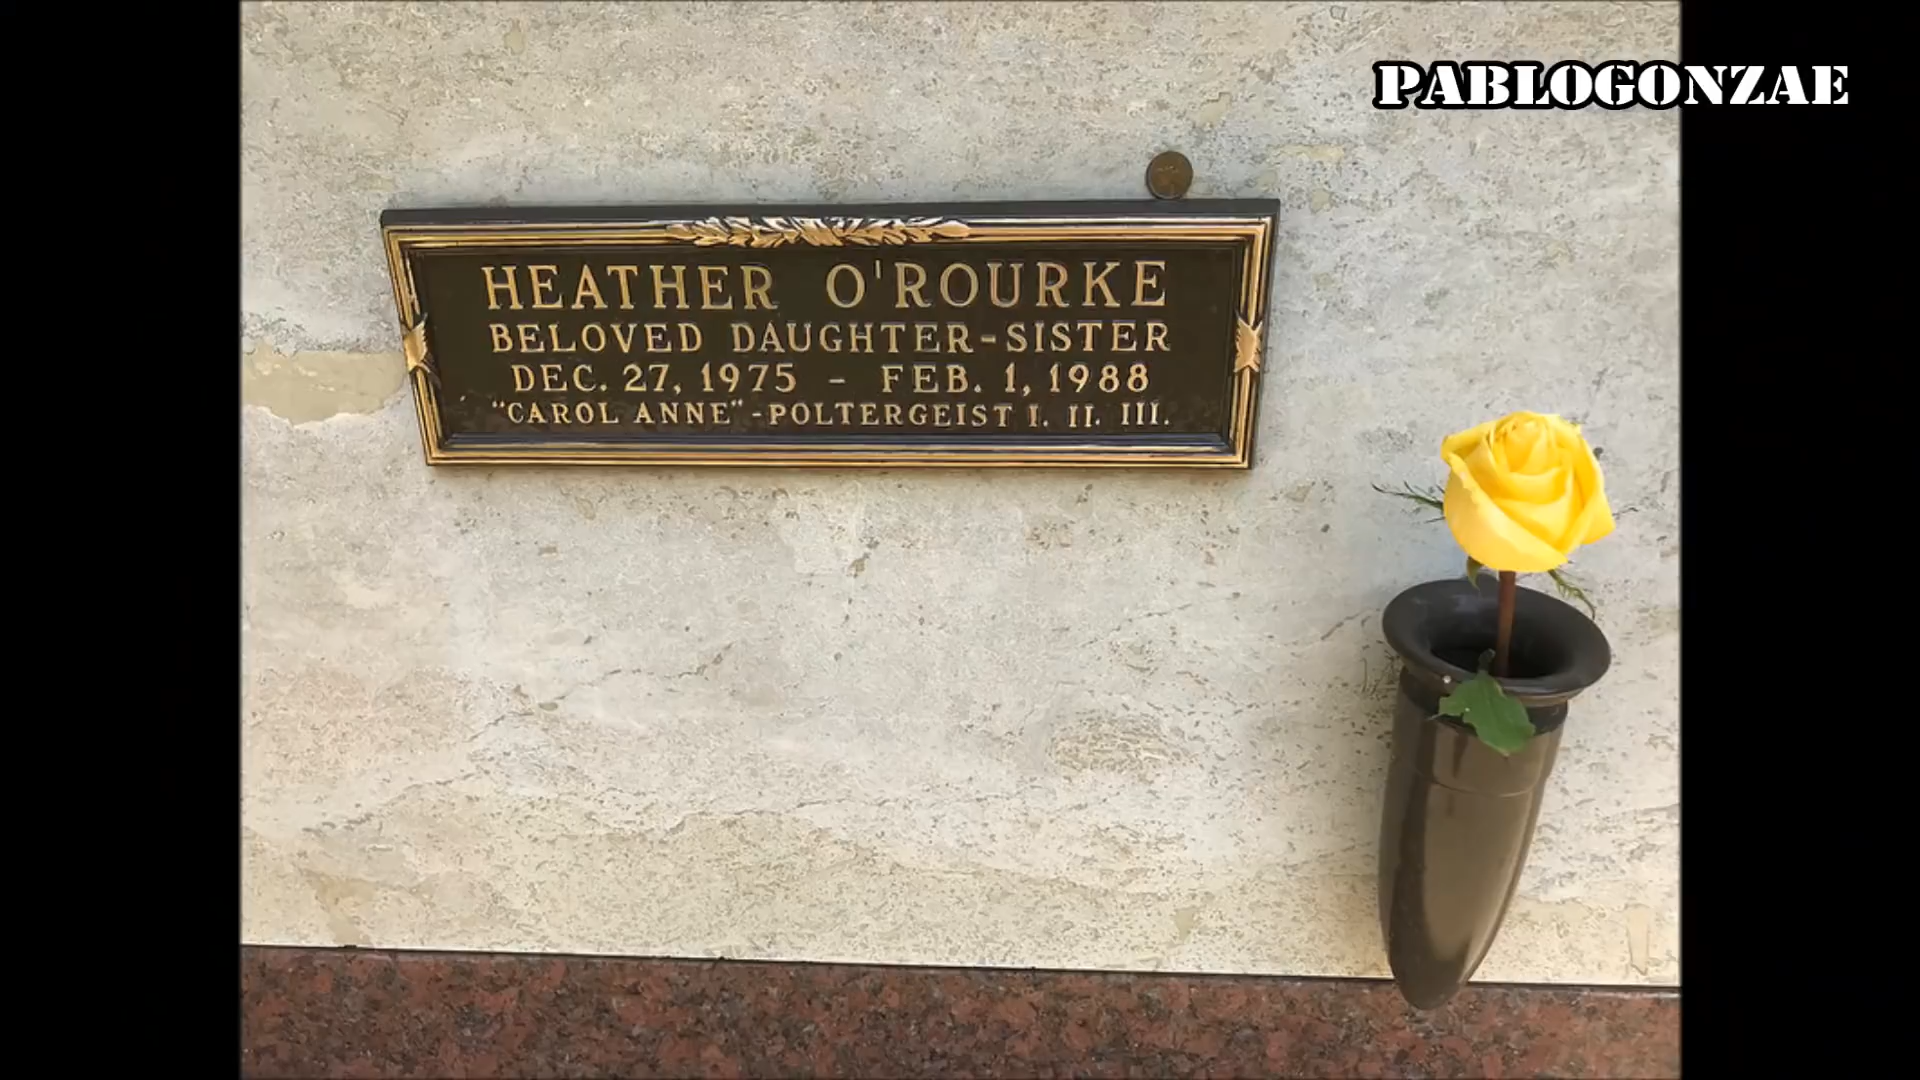 PABLOGONZAE
HEATHER O'ROURKE
BELOVED DAUGHTER-SISTER
DEC. 27, 1975 - FEB. 1, 1988
"CAROL ANNE"-POLTERGEIST I. II. III.